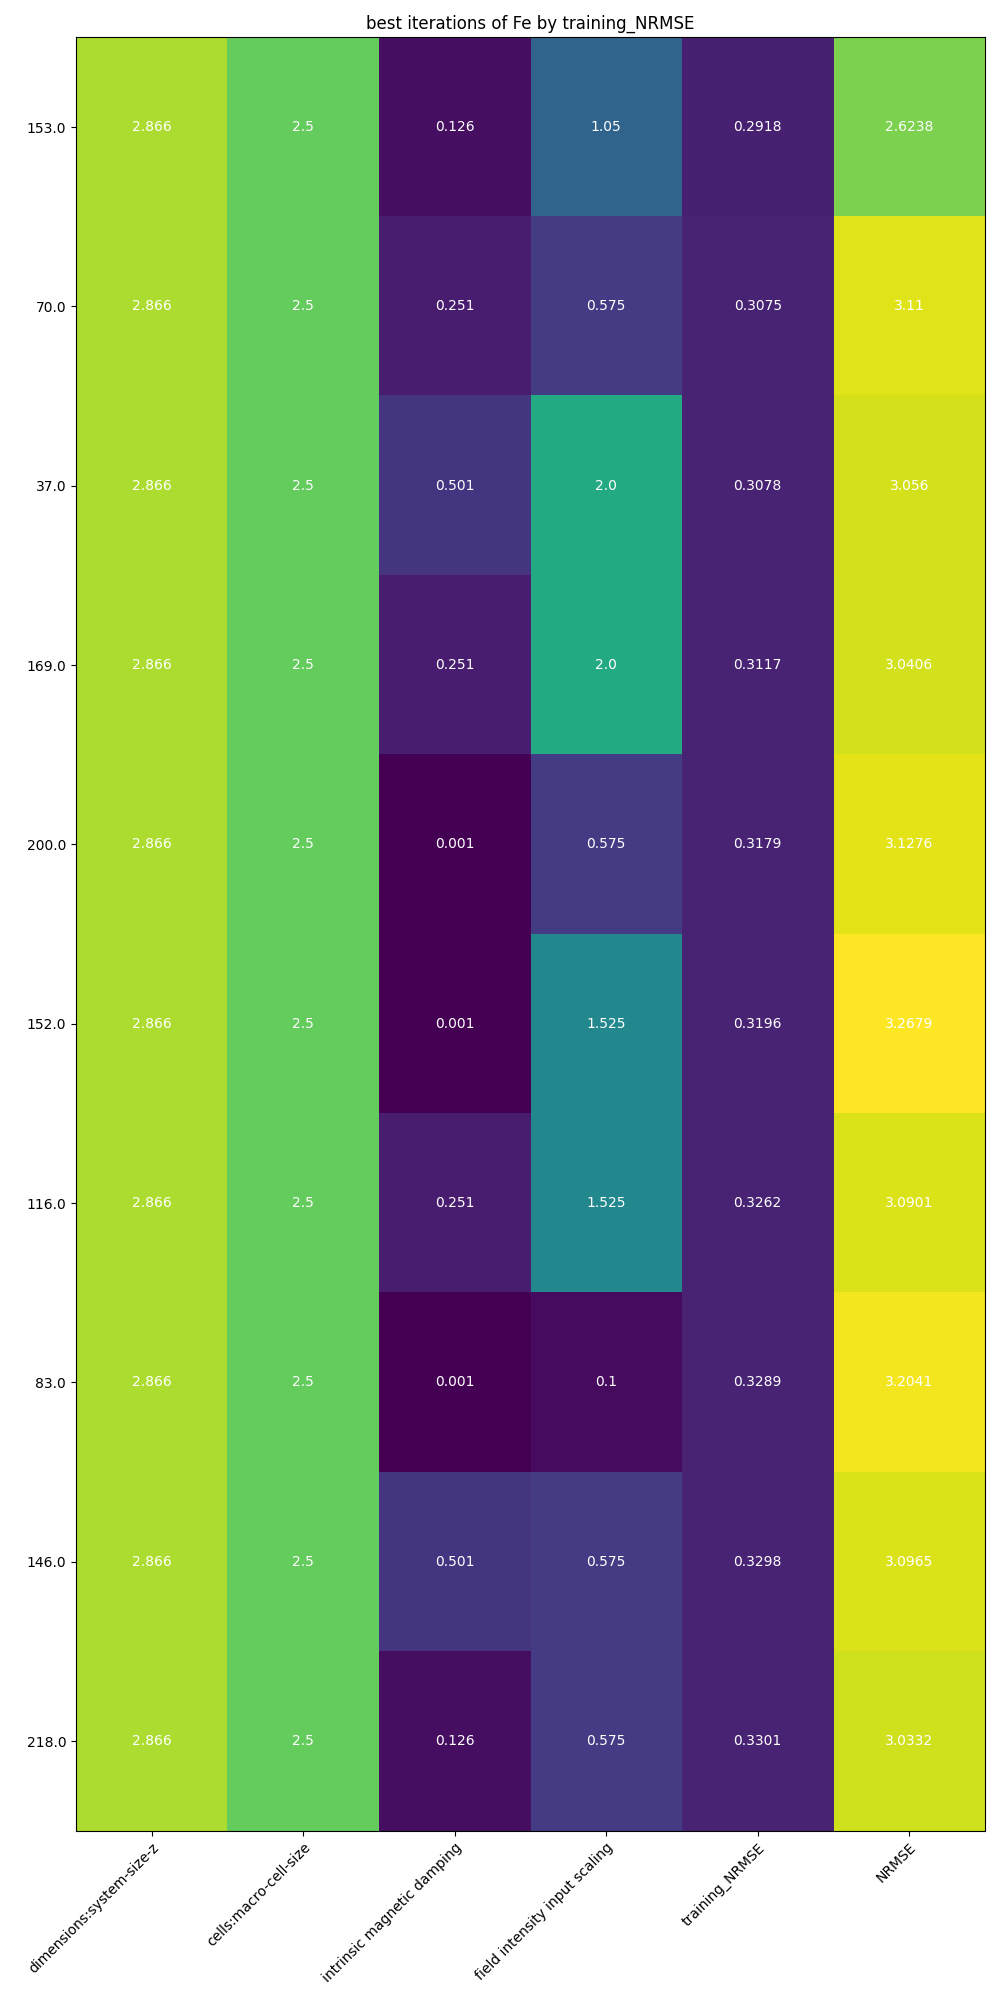 best iterations of Fe by training_NRMSE
153.0 2.866 2.5 0.126 1.05 0.2918 2.6238
70.0 2.866 2.5 0.251 0.575 0.3075 3.11
37.0 2.866 2.5 0.501 2.0 0.3078 3.056
169.0 2.866 2.5 0.251 2.0 0.3117 3.0406
200.0 2.866 2.5 0.001 0.575 0.3179 3.1276
152.0 2.866 2.5 0.001 1.525 0.3196 3.2679
116.0 2.866 2.5 0.251 1.525 0.3262 3.0901
83.0 2.866 2.5 0.001 0.1 0.3289 3.2041
146.0 2.866 2.5 0.501 0.575 0.3298 3.0965
218.0 2.866 2.5 0.126 0.575 0.3301 3.0332
dimensions:system-size-z
cells:macro-cell-size
intrinsic magnetic damping
field intensity input scaling
training_NRMSE
NRMSE